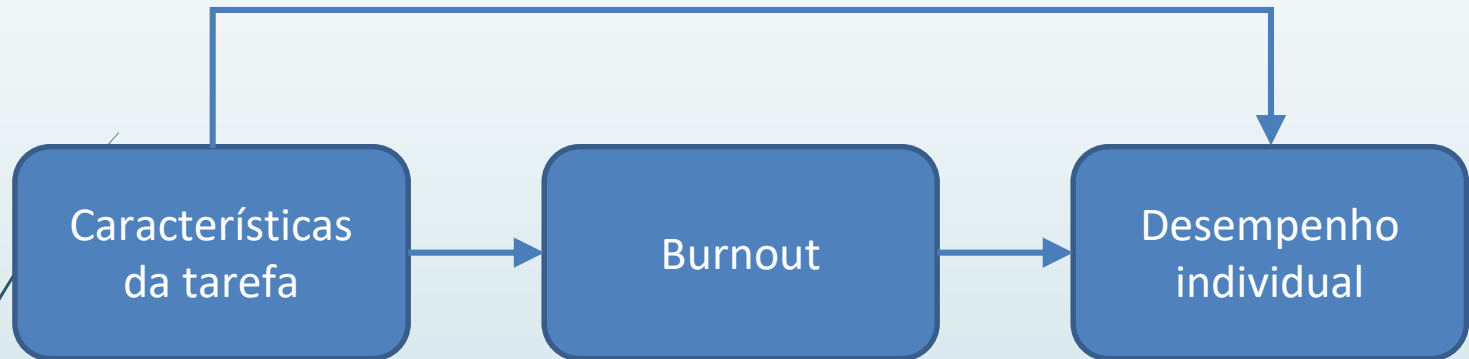 Características
da tarefa
Burnout
Desempenho
individual